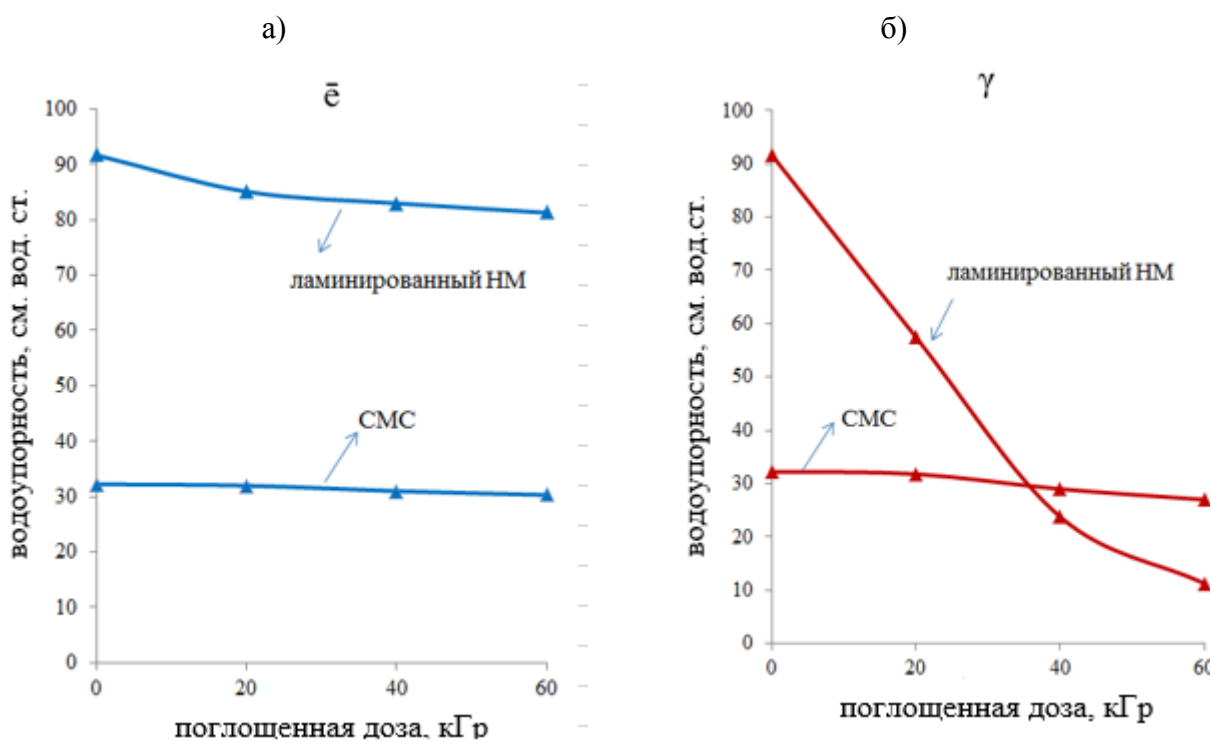 а)
ē
100
90
80
70
60
50
40
30
20
10
0
0
20
40
60
водоупорность, см. вод. ст.
поглощенная доза, кГр
ламинированный НМ
СМС
б)
γ
100
90
80
70
60
50
40
30
20
10
0
0
20
40
60
водоупорность, см. вод.ст.
поглощенная доза, кГр
ламинированный НМ
СМС